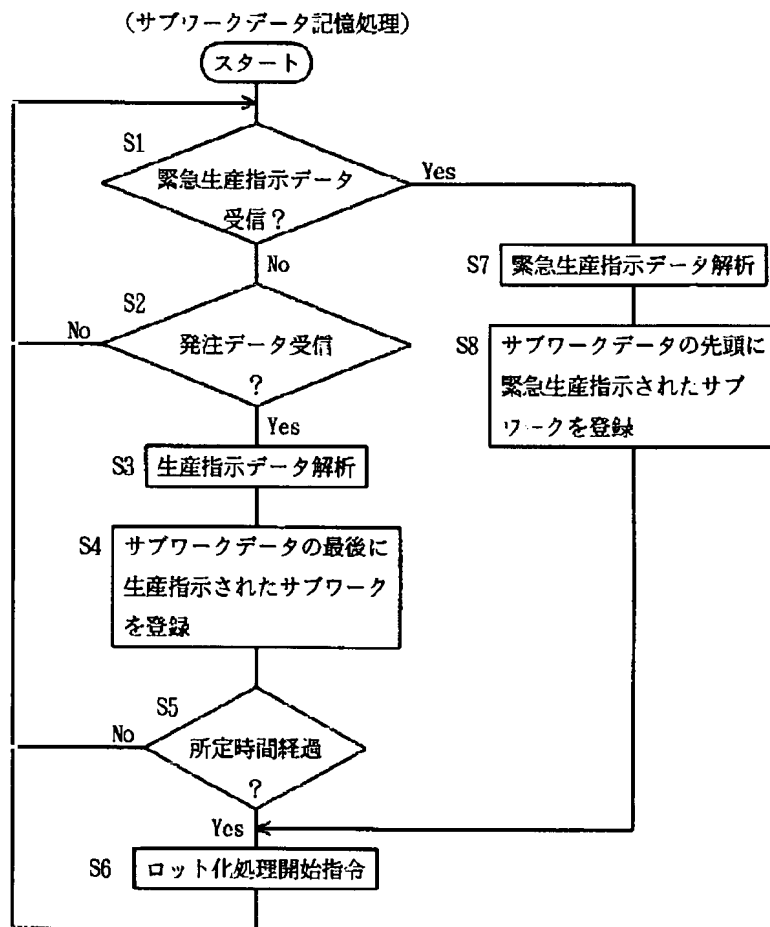 (サブワークデータ記憶処理)
スタート
S1
緊急生産指示データ
受信?
Yes
No
S7
緊急生産指示データ解析
S2
No
発注データ受信
?
Yes
S8
サブワークデータの先頭に
緊急生産指示されたサブ
ワークを登録
S3
生産指示データ解析
S4
サブワークデータの最後に
生産指示されたサブワーク
を登録
S5
No
所定時間経過
?
Yes
S6
ロット化処理開始指令